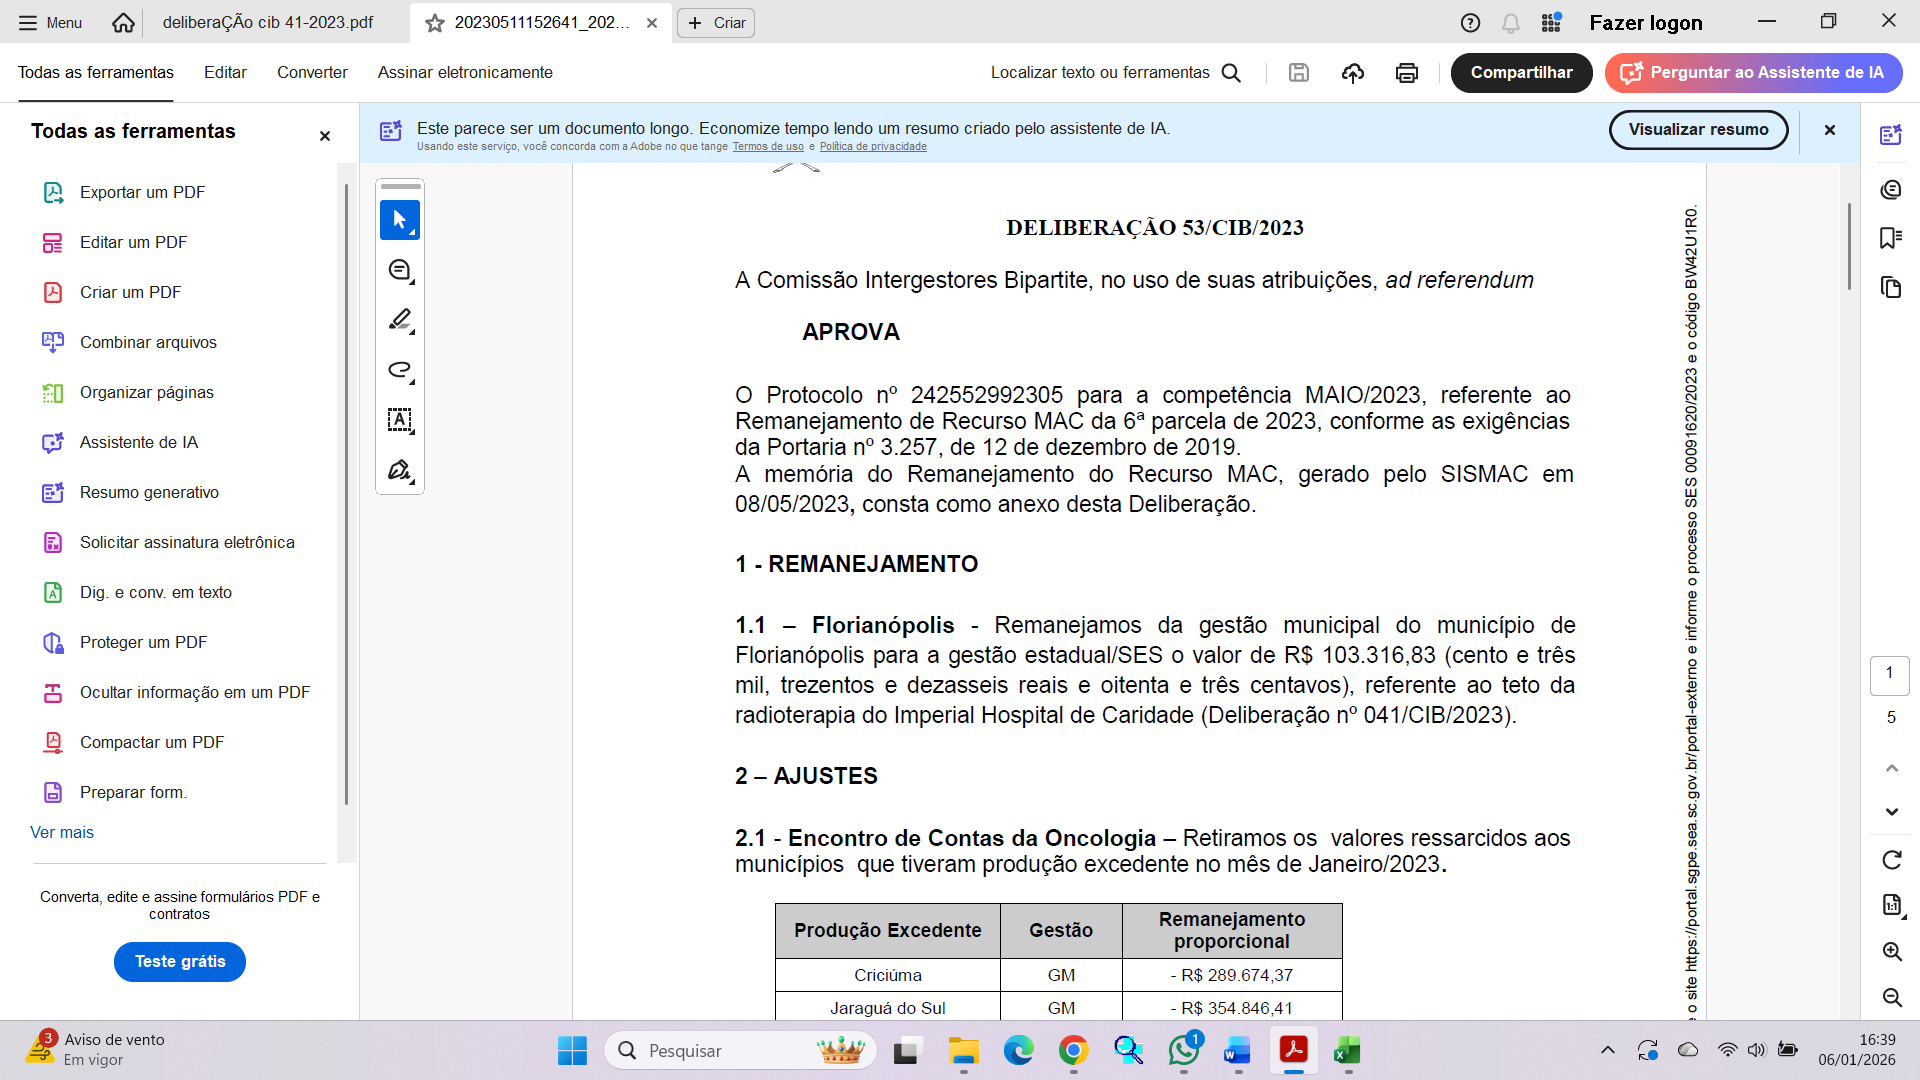 Menu
deliberaÇÃo cib 41-2023.pdf
20230511152641_202...
Criar
Fazer logon
Todas as ferramentas
Editar
Converter
Assinar eletronicamente
Localizar texto ou ferramentas
Compartilhar
Perguntar ao Assistente de IA
Todas as ferramentas
Exportar um PDF
Editar um PDF
Criar um PDF
Combinar arquivos
Organizar páginas
Assistente de IA
Resumo generativo
Solicitar assinatura eletrônica
Dig. e conv. em texto
Proteger um PDF
Ocultar informação em um PDF
Compactar um PDF
Preparar form.
Ver mais
Converta, edite e assine formulários PDF e
contratos
Teste grátis
Este parece ser um documento longo. Economize tempo lendo um resumo criado pelo assistente de IA.
Usando este serviço, você concorda com a Adobe no que tange Termos de uso e Política de privacidade
Visualizar resumo
DELIBERAÇÃO 53/CIB/2023
A Comissão Intergestores Bipartite, no uso de suas atribuições, ad referendum
APROVA
O Protocolo nº 242552992305 para a competência MAIO/2023, referente ao
Remanejamento de Recurso MAC da 6ª parcela de 2023, conforme as exigências
da Portaria nº 3.257, de 12 de dezembro de 2019.
A memória do Remanejamento do Recurso MAC, gerado pelo SISMAC em
08/05/2023, consta como anexo desta Deliberação.
1 - REMANEJAMENTO
1.1 – Florianópolis - Remanejamos da gestão municipal do município de
Florianópolis para a gestão estadual/SES o valor de R$ 103.316,83 (cento e três
mil, trezentos e dezasseis reais e oitenta e três centavos), referente ao teto da
radioterapia do Imperial Hospital de Caridade (Deliberação nº 041/CIB/2023).
2 – AJUSTES
2.1 - Encontro de Contas da Oncologia – Retiramos os valores ressarcidos aos
municípios que tiveram produção excedente no mês de Janeiro/2023.
Produção Excedente
Gestão
Remanejamento
proporcional
Criciúma
GM
- R$ 289.674,37
Jaraguá do Sul
GM
- R$ 354.846,41
e o site https://portal.sgpe.sea.sc.gov.br/portal-externo e informe o processo SES 00091620/2023 e o código BW42U1R0.
1
5
1:1
3
Aviso de vento
Em vigor
Pesquisar
1
16:39
06/01/2026